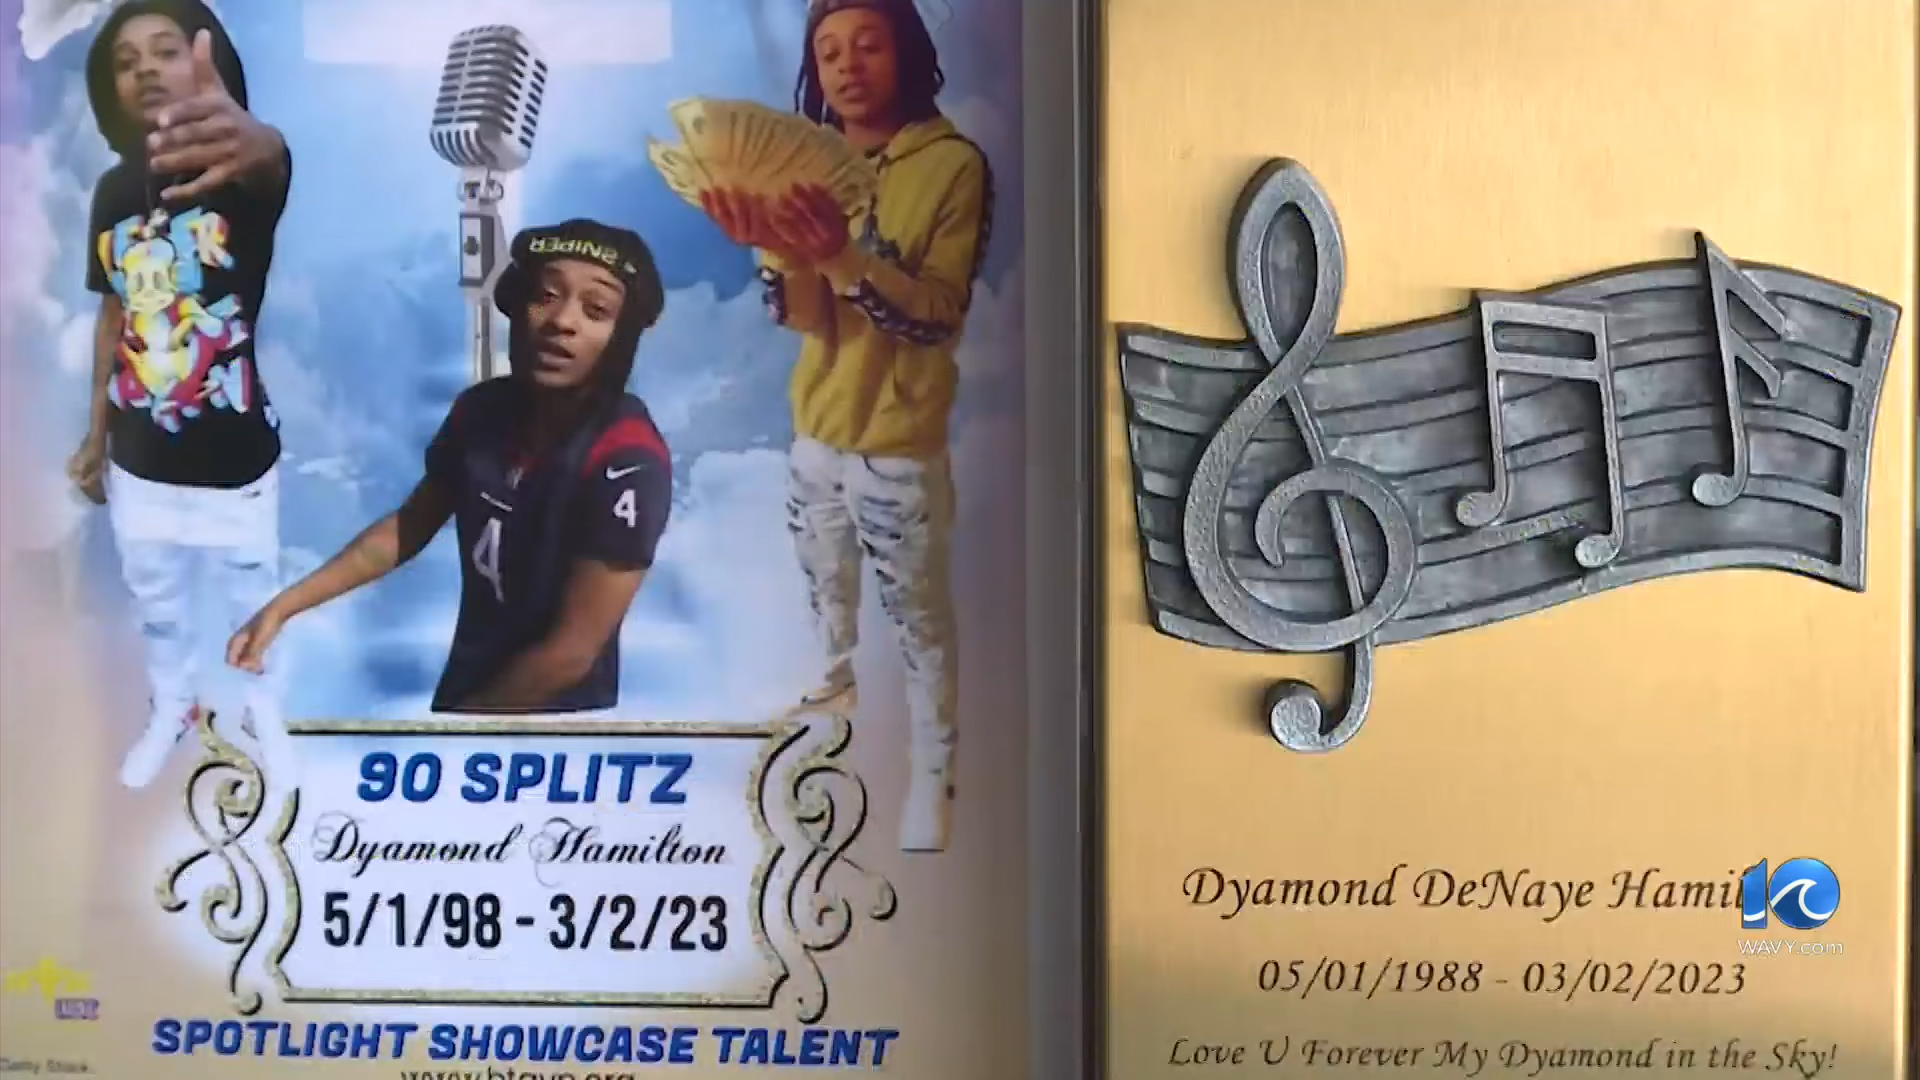 SNIPER
4
4
90 SPLITZ
Dyamond Hamilton
5/1/98 - 3/2/23
SPOTLIGHT SHOWCASE TALENT
Dyamond DeNaye
05/01/1988 - 03/02/2023
Love U Forever My Dyamond in the Sky!
10
WAVY.com